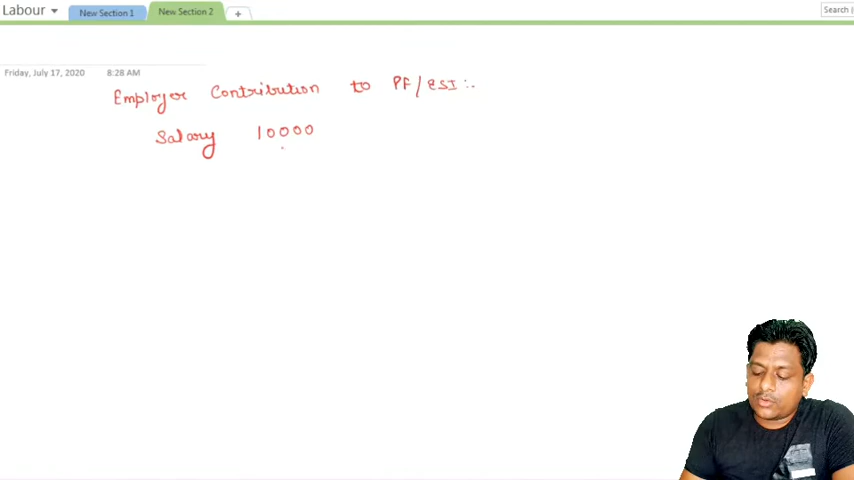 Labour
New Section 1
New Section 2
+
Search
Friday, July 17, 2020
8:28 AM
Employer Contribution to PF/ESI:.
Salary 10000